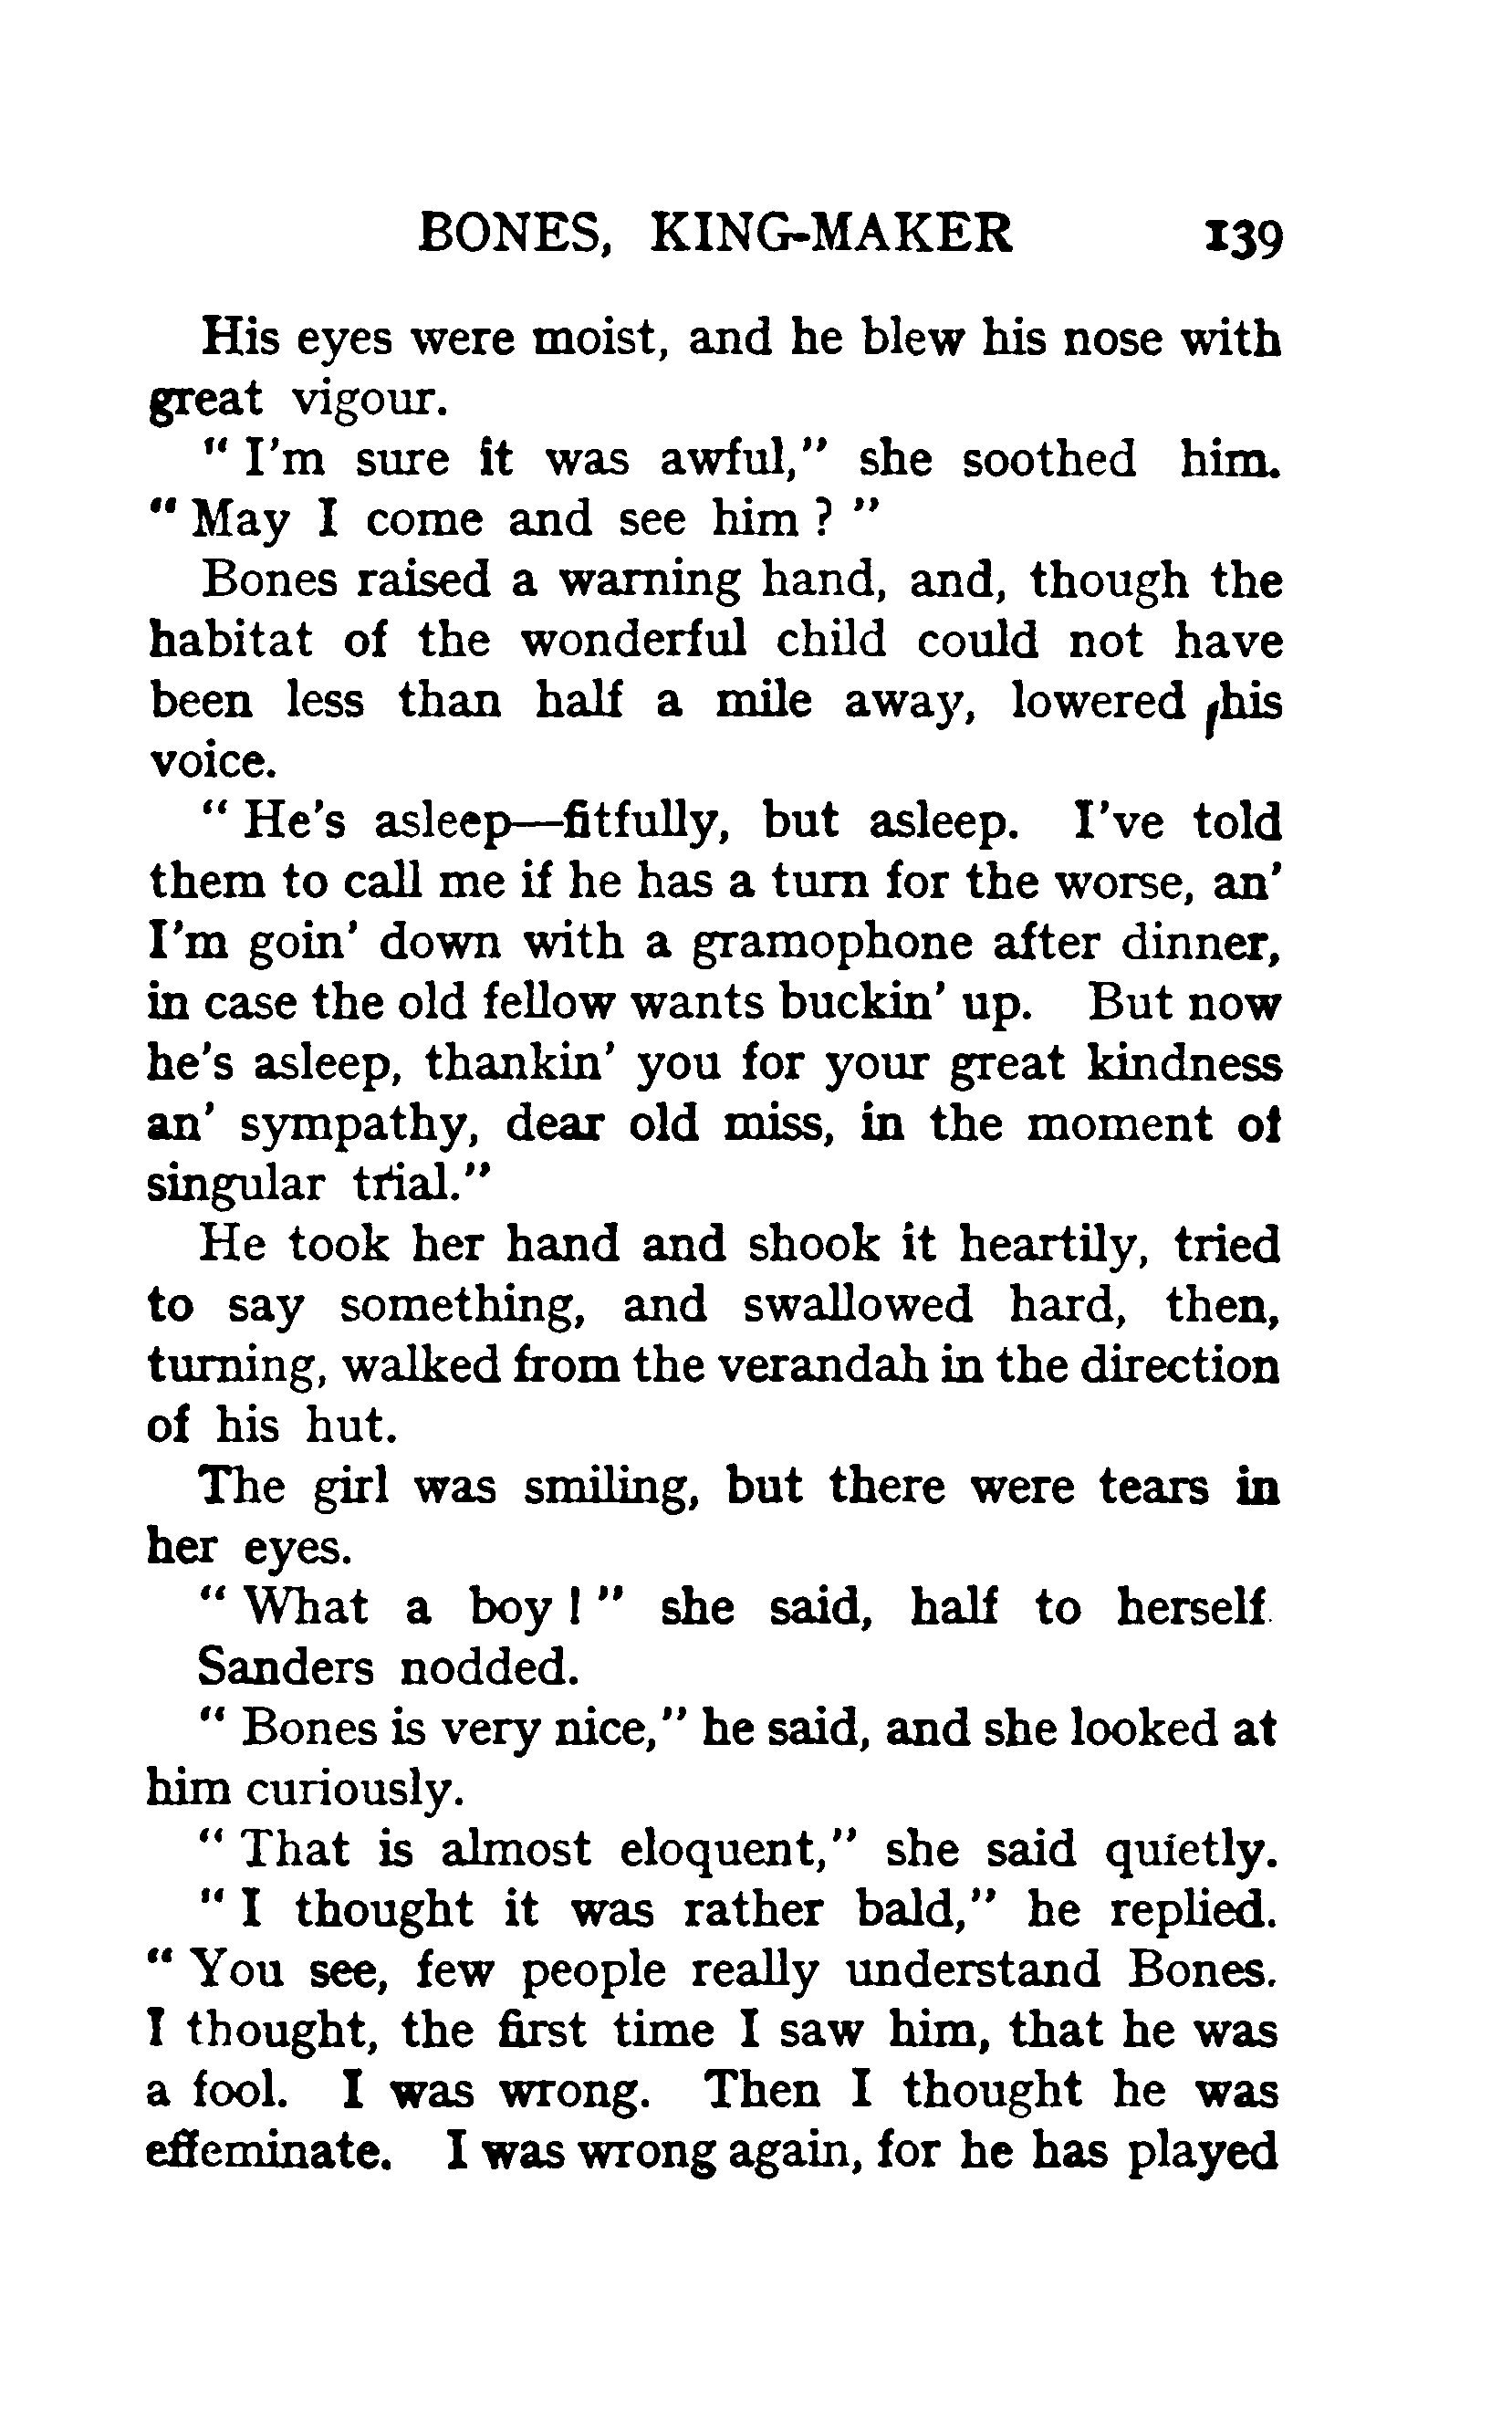 BONES, KING-MAKER 139
His eyes were moist, and he blew his nose with
great vigour.
" I'm sure it was awful," she soothed him.
" May I come and see him ? "
Bones raised a warning hand, and, though the
habitat of the wonderful child could not have
been less than half a mile away, lowered his
voice.
" He's asleep—fitfully, but asleep. I've told
them to call me if he has a turn for the worse, an'
I'm goin' down with a gramophone after dinner,
in case the old fellow wants buckin' up. But now
he's asleep, thankin' you for your great kindness
an' sympathy, dear old miss, in the moment of
singular trial."
He took her hand and shook it heartily, tried
to say something, and swallowed hard, then,
turning, walked from the verandah in the direction
of his hut.
The girl was smiling, but there were tears in
her eyes.
" What a boy ! " she said, half to herself.
Sanders nodded.
" Bones is very nice," he said, and she looked at
him curiously.
" That is almost eloquent," she said quietly.
" I thought it was rather bald," he replied.
" You see, few people really understand Bones.
I thought, the first time I saw him, that he was
a fool. I was wrong. Then I thought he was
effeminate. I was wrong again, for he has played